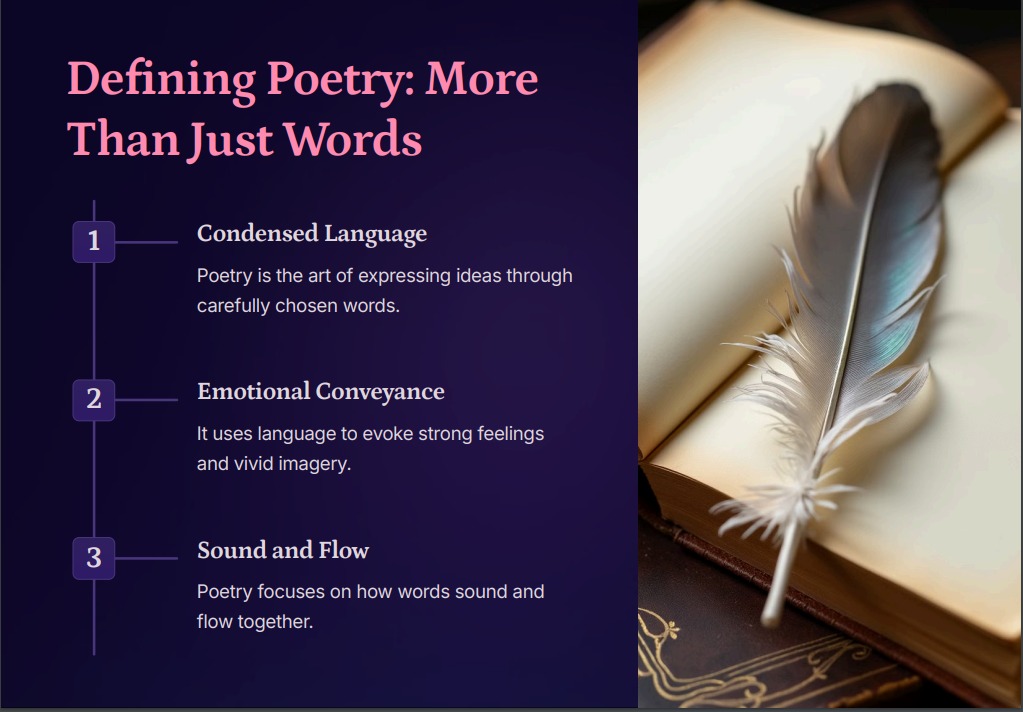 Defining Poetry: More
Than Just Words
1
Condensed Language
Poetry is the art of expressing ideas through
carefully chosen words.
2
Emotional Conveyance
It uses language to evoke strong feelings
and vivid imagery.
3
Sound and Flow
Poetry focuses on how words sound and
flow together.